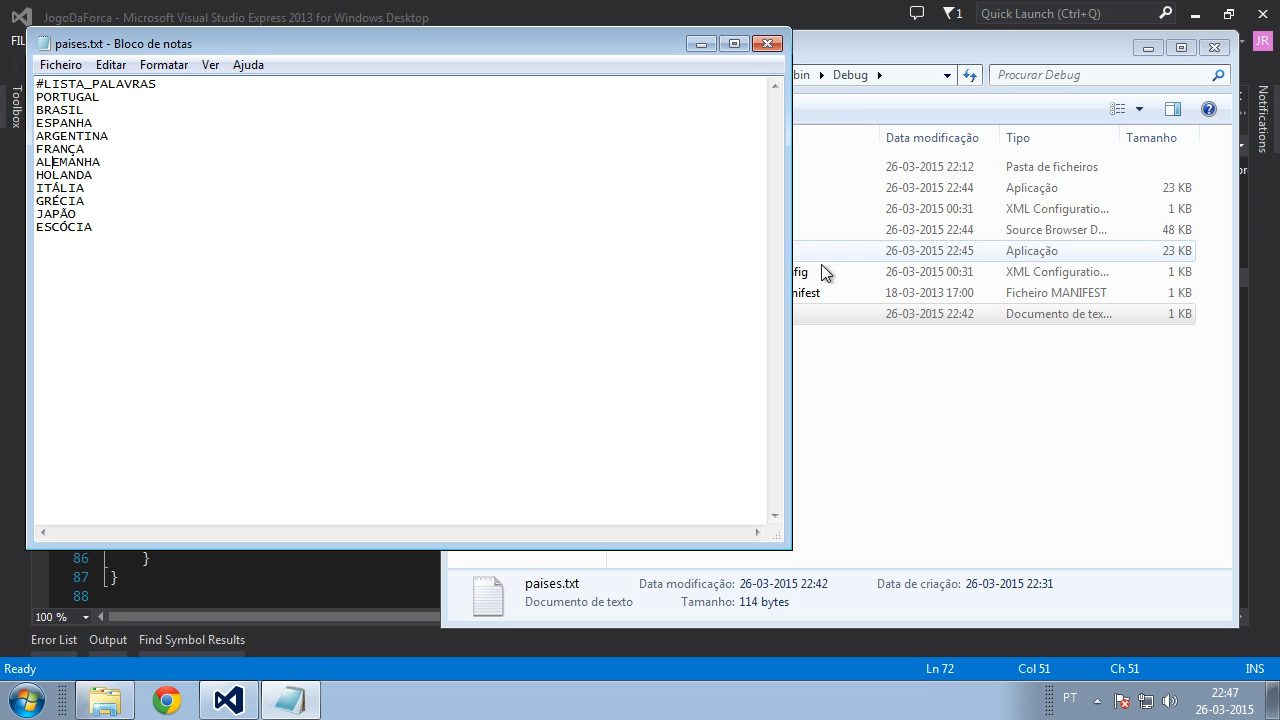 JogoDaForca - Microsoft Visual Studio Express 2013 for Windows Desktop
1
Quick Launch (Ctrl+Q)
FIL
JR
paises.txt - Bloco de notas
Ficheiro Editar Formatar Ver Ajuda
#LISTA_PALAVRAS
PORTUGAL
BRASIL
ESPANHA
ARGENTINA
FRANÇA
ALEMANHA
HOLANDA
ITÁLIA
GRÉCIA
JAPÃO
ESCÓCIA
Toolbox
Notifications
bin Debug
Procurar Debug
Data modificação Tipo Tamanho
26-03-2015 22:12 Pasta de ficheiros
26-03-2015 22:44 Aplicação 23 KB
26-03-2015 00:31 XML Configuratio... 1 KB
26-03-2015 22:44 Source Browser D... 48 KB
26-03-2015 22:45 Aplicação 23 KB
fig 26-03-2015 00:31 XML Configuratio... 1 KB
nifest 18-03-2013 17:00 Ficheiro MANIFEST 1 KB
26-03-2015 22:42 Documento de tex... 1 KB
86 }
87 }
88
paises.txt Data modificação: 26-03-2015 22:42 Data de criação: 26-03-2015 22:31
Documento de texto Tamanho: 114 bytes
100 %
Error List Output Find Symbol Results
Ready Ln 72 Col 51 Ch 51 INS
PT
22:47
26-03-2015